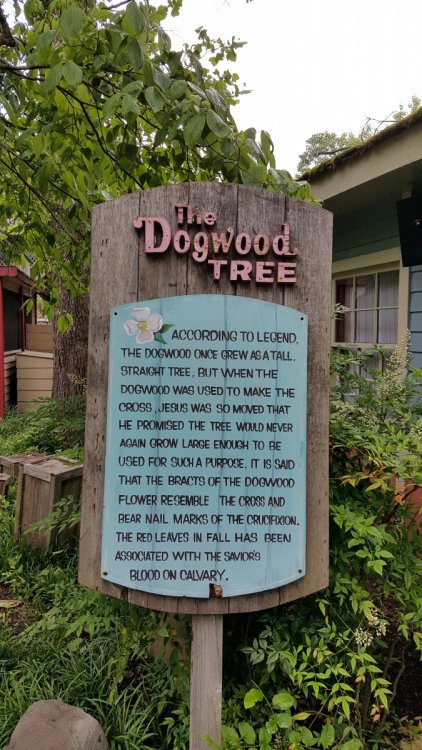 The
Dogwood
TREE
ACCORDING TO LEGEND,
THE DOGWOOD ONCE GREW AS A TALL,
STRAIGHT TREE, BUT WHEN THE
DOGWOOD WAS USED TO MAKE THE
CROSS, JESUS WAS SO MOVED THAT
HE PROMISED THE TREE WOULD NEVER
AGAIN GROW LARGE ENOUGH TO BE
USED FOR SUCH A PURPOSE. IT IS SAID
THAT THE BRACTS OF THE DOGWOOD
FLOWER RESEMBLE THE CROSS AND
BEAR NAIL MARKS OF THE CRUCIFIXION.
THE RED LEAVES IN FALL HAS BEEN
ASSOCIATED WITH THE SAVIOR'S
BLOOD ON CALVARY.